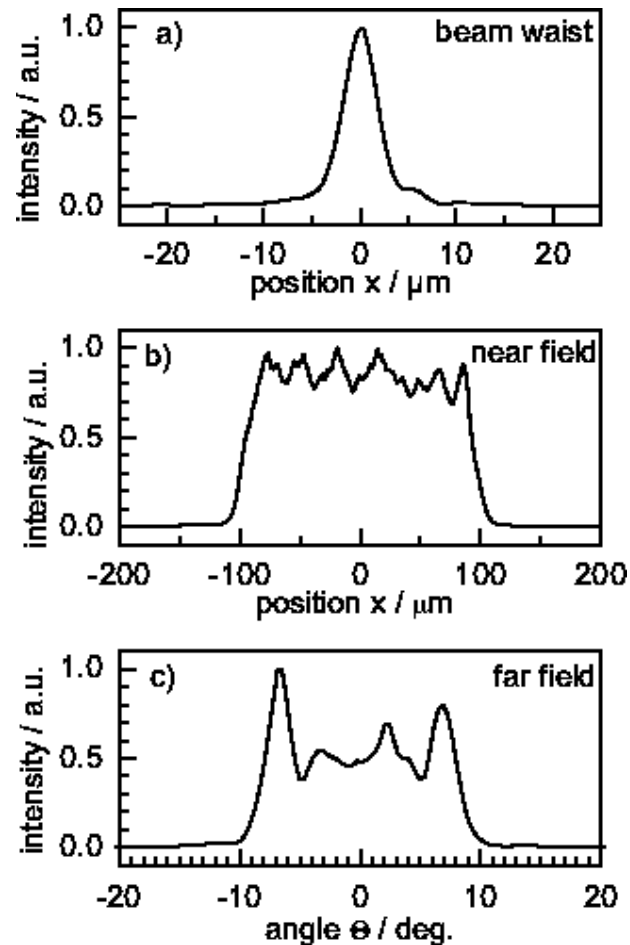 a) beam waist
intensity / a.u.
1.0
0.5
0.0
-20 -10 0 10 20
position x / μm
b) near field
intensity / a.u.
1.0
0.5
0.0
-200 -100 0 100 200
position x / μm
c) far field
intensity / a.u.
1.0
0.5
0.0
-20 -10 0 10 20
angle Θ / deg.